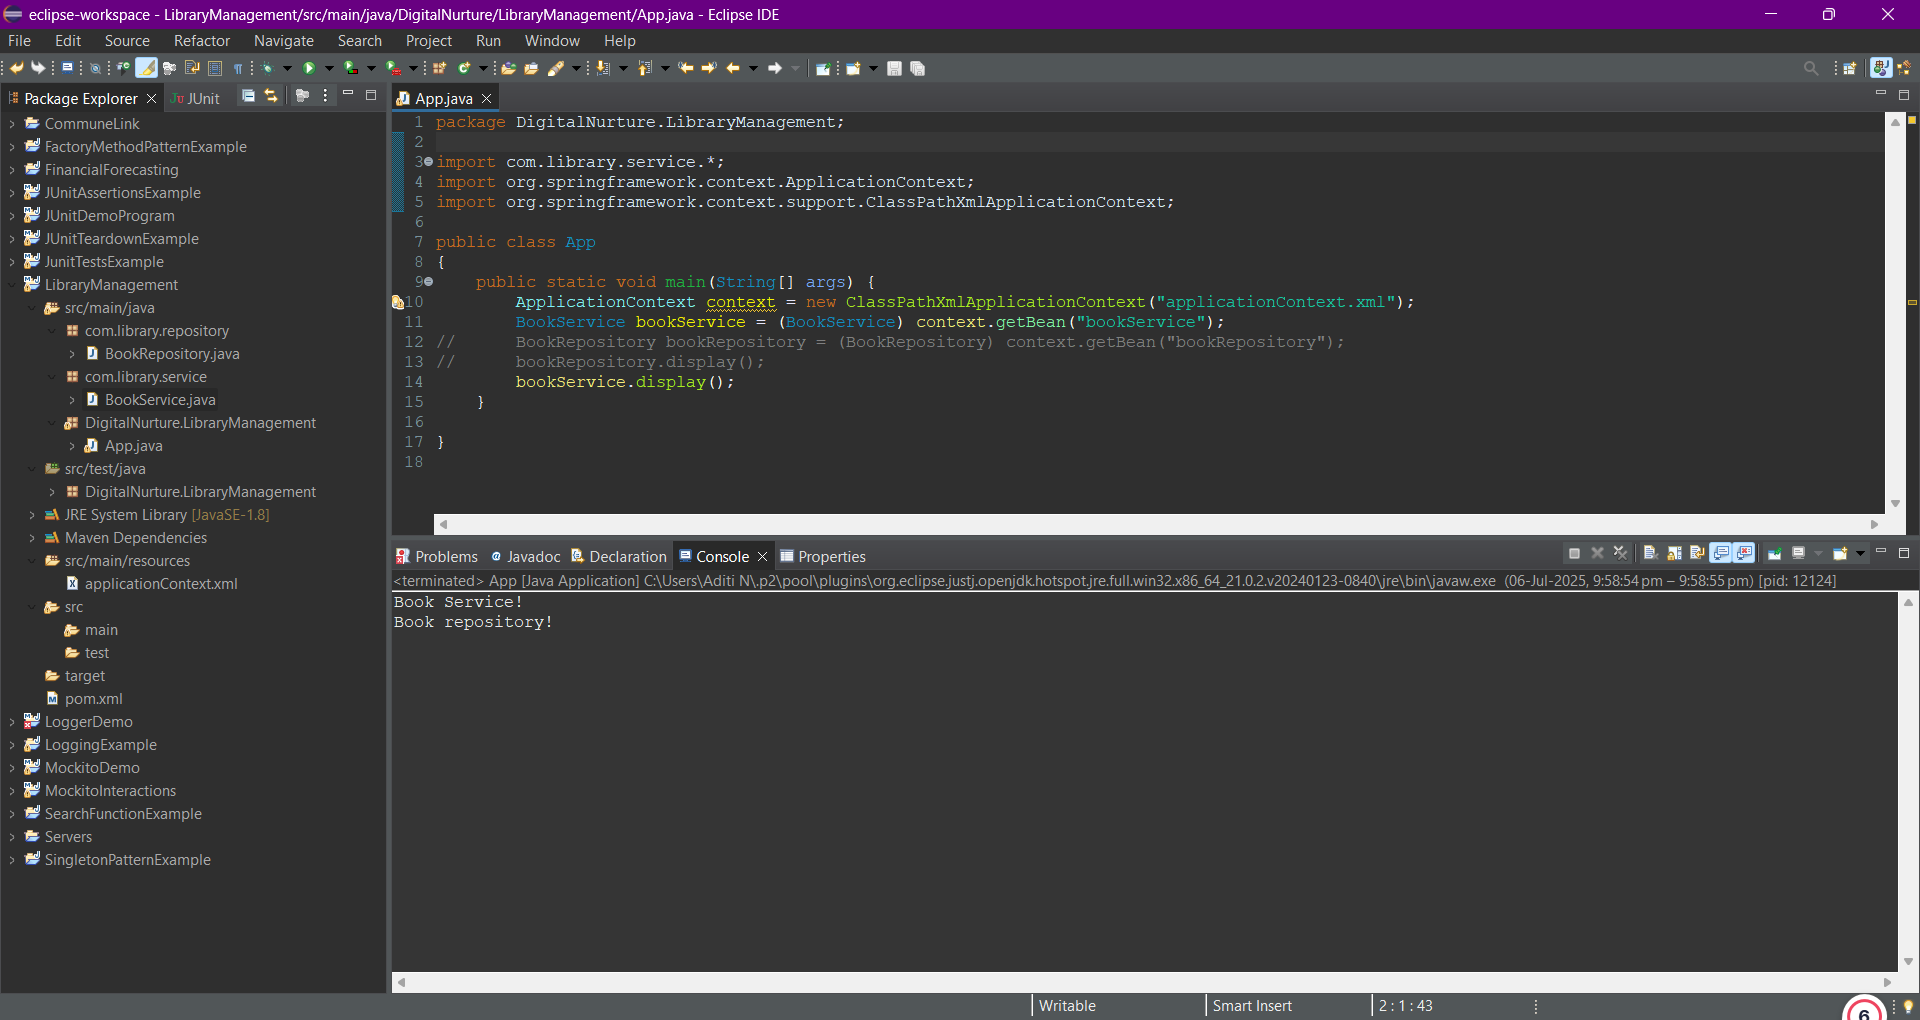 eclipse-workspace - LibraryManagement/src/main/java/DigitalNurture/LibraryManagement/App.java - Eclipse IDE
File Edit Source Refactor Navigate Search Project Run Window Help
Package Explorer
JUnit
CommuneLink
FactoryMethodPatternExample
FinancialForecasting
JUnitAssertionsExample
JUnitDemoProgram
JUnitTeardownExample
JunitTestsExample
LibraryManagement
src/main/java
com.library.repository
BookRepository.java
com.library.service
BookService.java
DigitalNurture.LibraryManagement
App.java
src/test/java
DigitalNurture.LibraryManagement
JRE System Library [JavaSE-1.8]
Maven Dependencies
src/main/resources
applicationContext.xml
src
main
test
target
pom.xml
LoggerDemo
LoggingExample
MockitoDemo
MockitoInteractions
SearchFunctionExample
Servers
SingletonPatternExample
App.java
1 package DigitalNurture.LibraryManagement;
2
3 import com.library.service.*;
4 import org.springframework.context.ApplicationContext;
5 import org.springframework.context.support.ClassPathXmlApplicationContext;
6
7 public class App
8 {
9 public static void main(String[] args) {
10 ApplicationContext context = new ClassPathXmlApplicationContext("applicationContext.xml");
11 BookService bookService = (BookService) context.getBean("bookService");
12 // BookRepository bookRepository = (BookRepository) context.getBean("bookRepository");
13 // bookRepository.display();
14 bookService.display();
15 }
16
17 }
18
Problems Javadoc Declaration Console Properties
<terminated> App [Java Application] C:\Users\Aditi N\.p2\pool\plugins\org.eclipse.justj.openjdk.hotspot.jre.full.win32.x86_64_21.0.2.v20240123-0840\jre\bin\javaw.exe (06-Jul-2025, 9:58:54 pm – 9:58:55 pm) [pid: 12124]
Book Service!
Book repository!
Writable
Smart Insert
2 : 1 : 43
6